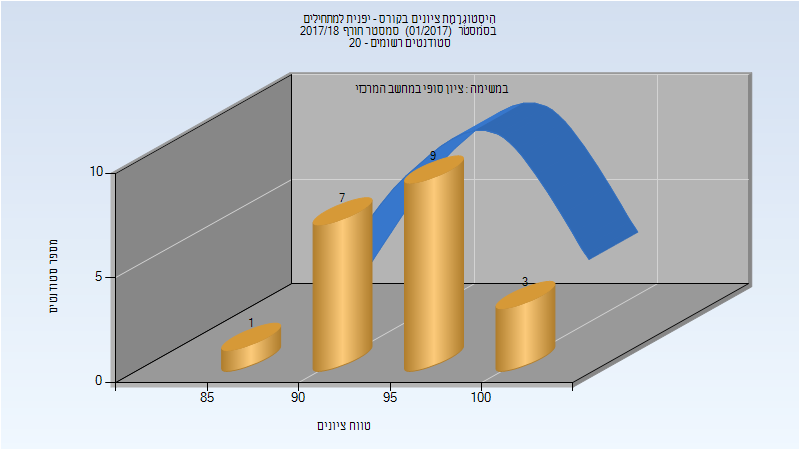 היסטוגרמת ציונים בקורס - יפנית למתחילים
בסמסטר (01/2017) סמסטר חורף 2017/18
סטודנטים רשומים - 20
במשימה : ציון סופי במחשב המרכזי
מספר סטודנטים
10
5
0
1
7
9
3
85
90
95
100
טווח ציונים